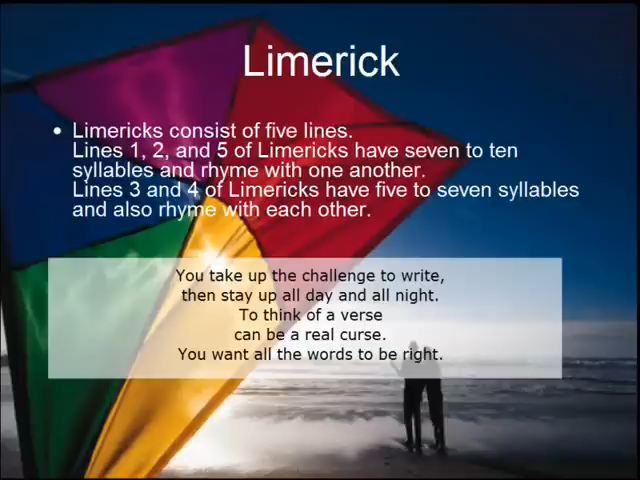 Limerick
• Limericks consist of five lines.
Lines 1, 2, and 5 of Limericks have seven to ten
syllables and rhyme with one another.
Lines 3 and 4 of Limericks have five to seven syllables
and also rhyme with each other.
You take up the challenge to write,
then stay up all day and all night.
To think of a verse
can be a real curse.
You want all the words to be right.